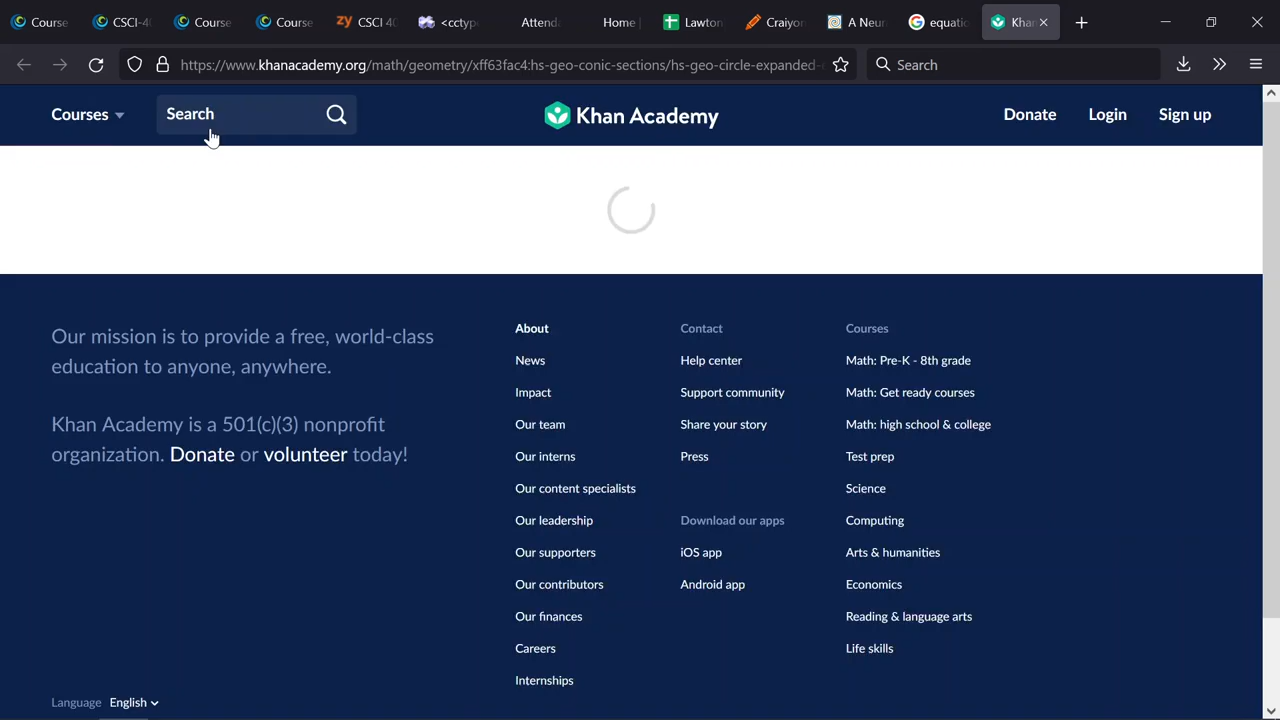 Course
CSCI-40
Course
Course
CSCI 40
<cctype
Attenda
Home
Lawton
Craiyon
A Neur
equatio
Khan
https://www.khanacademy.org/math/geometry/xff63fac4:hs-geo-conic-sections/hs-geo-circle-expanded-
Search
Courses
Search
Khan Academy
Donate
Login
Sign up
Our mission is to provide a free, world-class
education to anyone, anywhere.
Khan Academy is a 501(c)(3) nonprofit
organization. Donate or volunteer today!
About
News
Impact
Our team
Our interns
Our content specialists
Our leadership
Our supporters
Our contributors
Our finances
Careers
Internships
Contact
Help center
Support community
Share your story
Press
Download our apps
iOS app
Android app
Courses
Math: Pre-K - 8th grade
Math: Get ready courses
Math: high school & college
Test prep
Science
Computing
Arts & humanities
Economics
Reading & language arts
Life skills
Language English